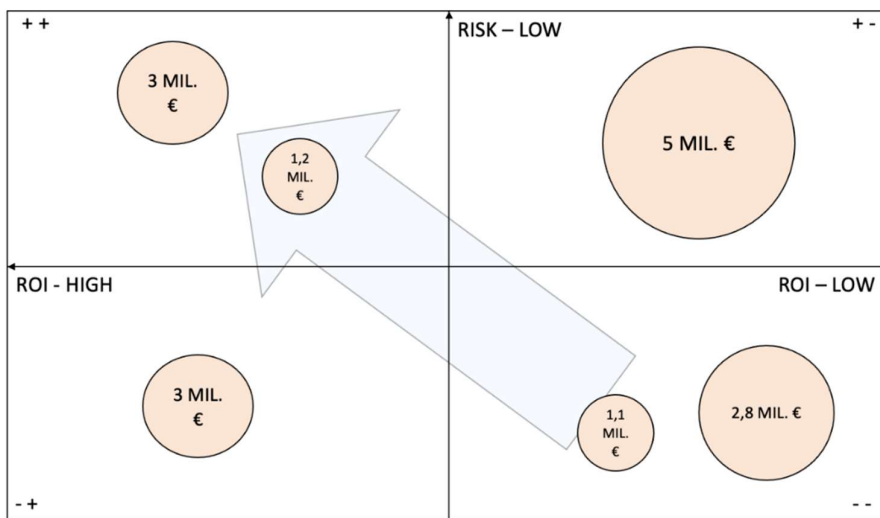 + +
RISK – LOW
+ -
3 MIL.
€
5 MIL. €
1,2
MIL.
€
ROI - HIGH
ROI – LOW
3 MIL.
€
1,1
MIL.
€
2,8 MIL. €
- +
- -